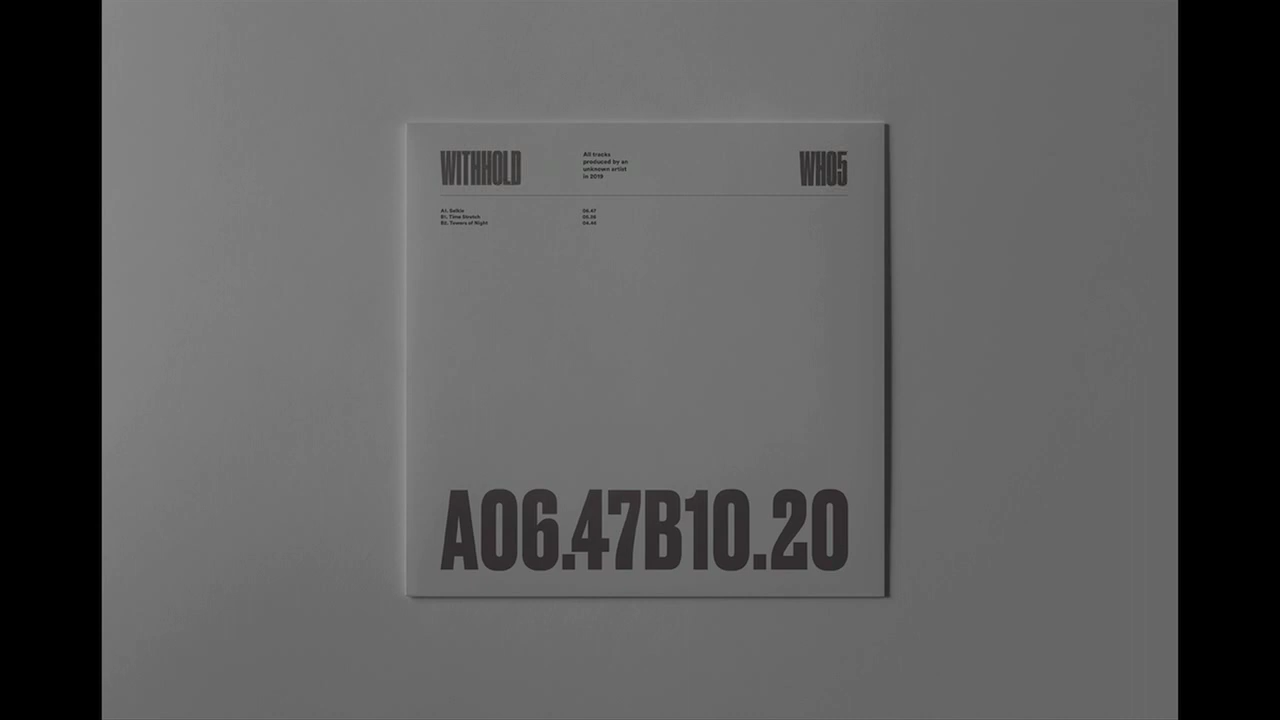 WITHHOLD
All tracks
produced by an
unknown artist
in 2019
WH05
A1. Selkie 06.47
B1. Time Stretch
B2. Towers of Night
A06.47B10.20